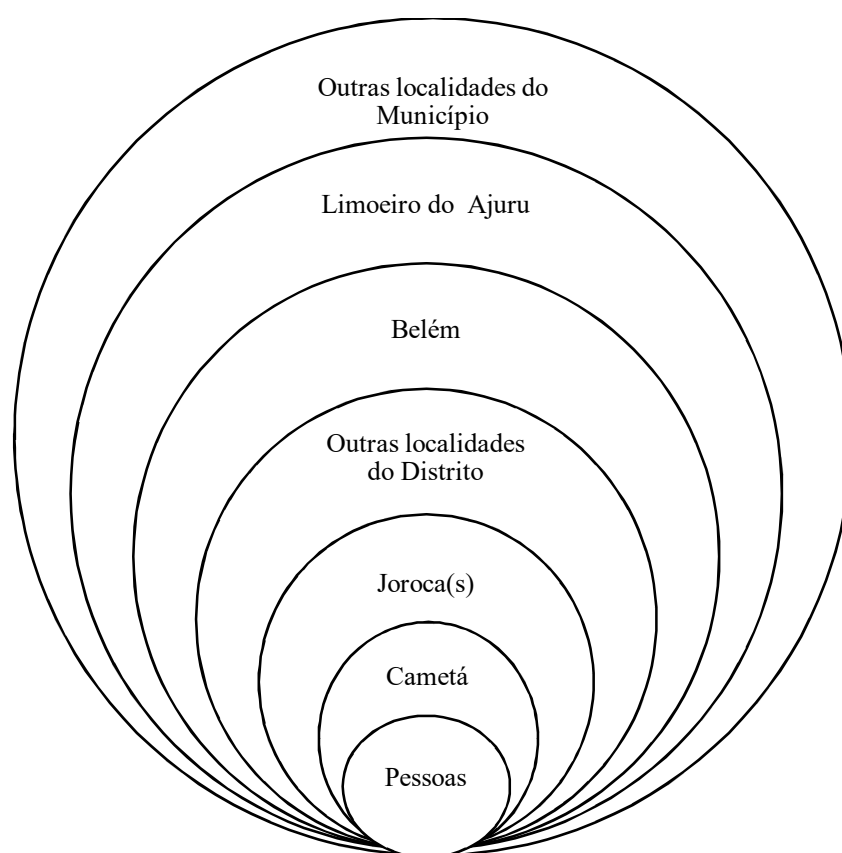 Outras localidades do
Município
Limoeiro do Ajuru
Belém
Outras localidades
do Distrito
Joroca(s)
Cametá
Pessoas